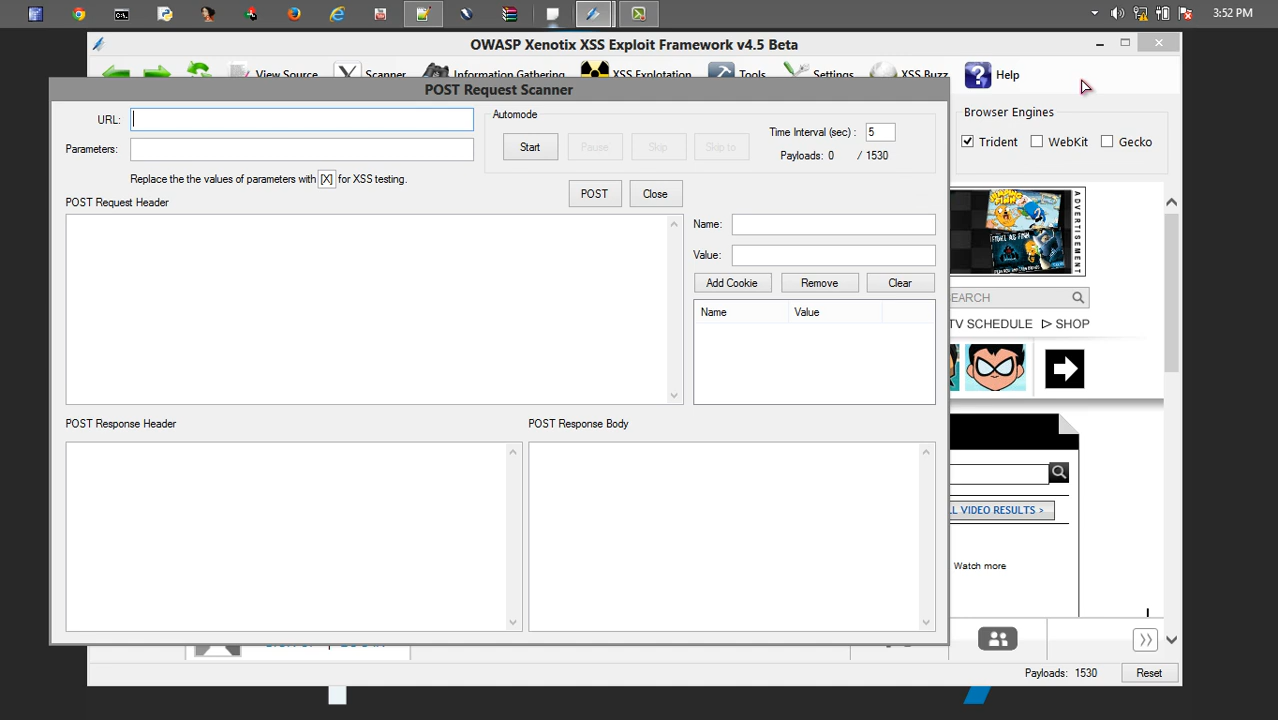 3:52 PM
OWASP Xenotix XSS Exploit Framework v4.5 Beta
View Source Scanner Information Gathering XSS Explotation Tools Settings XSS Buzz Help
POST Request Scanner
URL:
Parameters:
Replace the the values of parameters with [X] for XSS testing.
Automode
Start Pause Skip Skip to
Time Interval (sec) : 5
Payloads: 0 / 1530
POST Close
POST Request Header
Name:
Value:
Add Cookie Remove Clear
Name Value
POST Response Header
POST Response Body
Browser Engines
Trident WebKit Gecko
ADVERTISEMENT
EARCH
TV SCHEDULE SHOP
L VIDEO RESULTS >
Watch more
Payloads: 1530 Reset